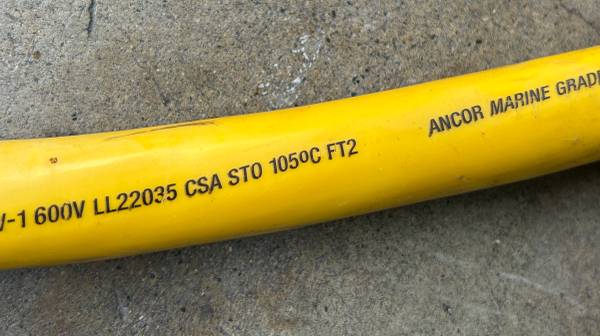 -1 600V LL22035 CSA STO 105ºC FT2 ANCOR MARINE GRADE